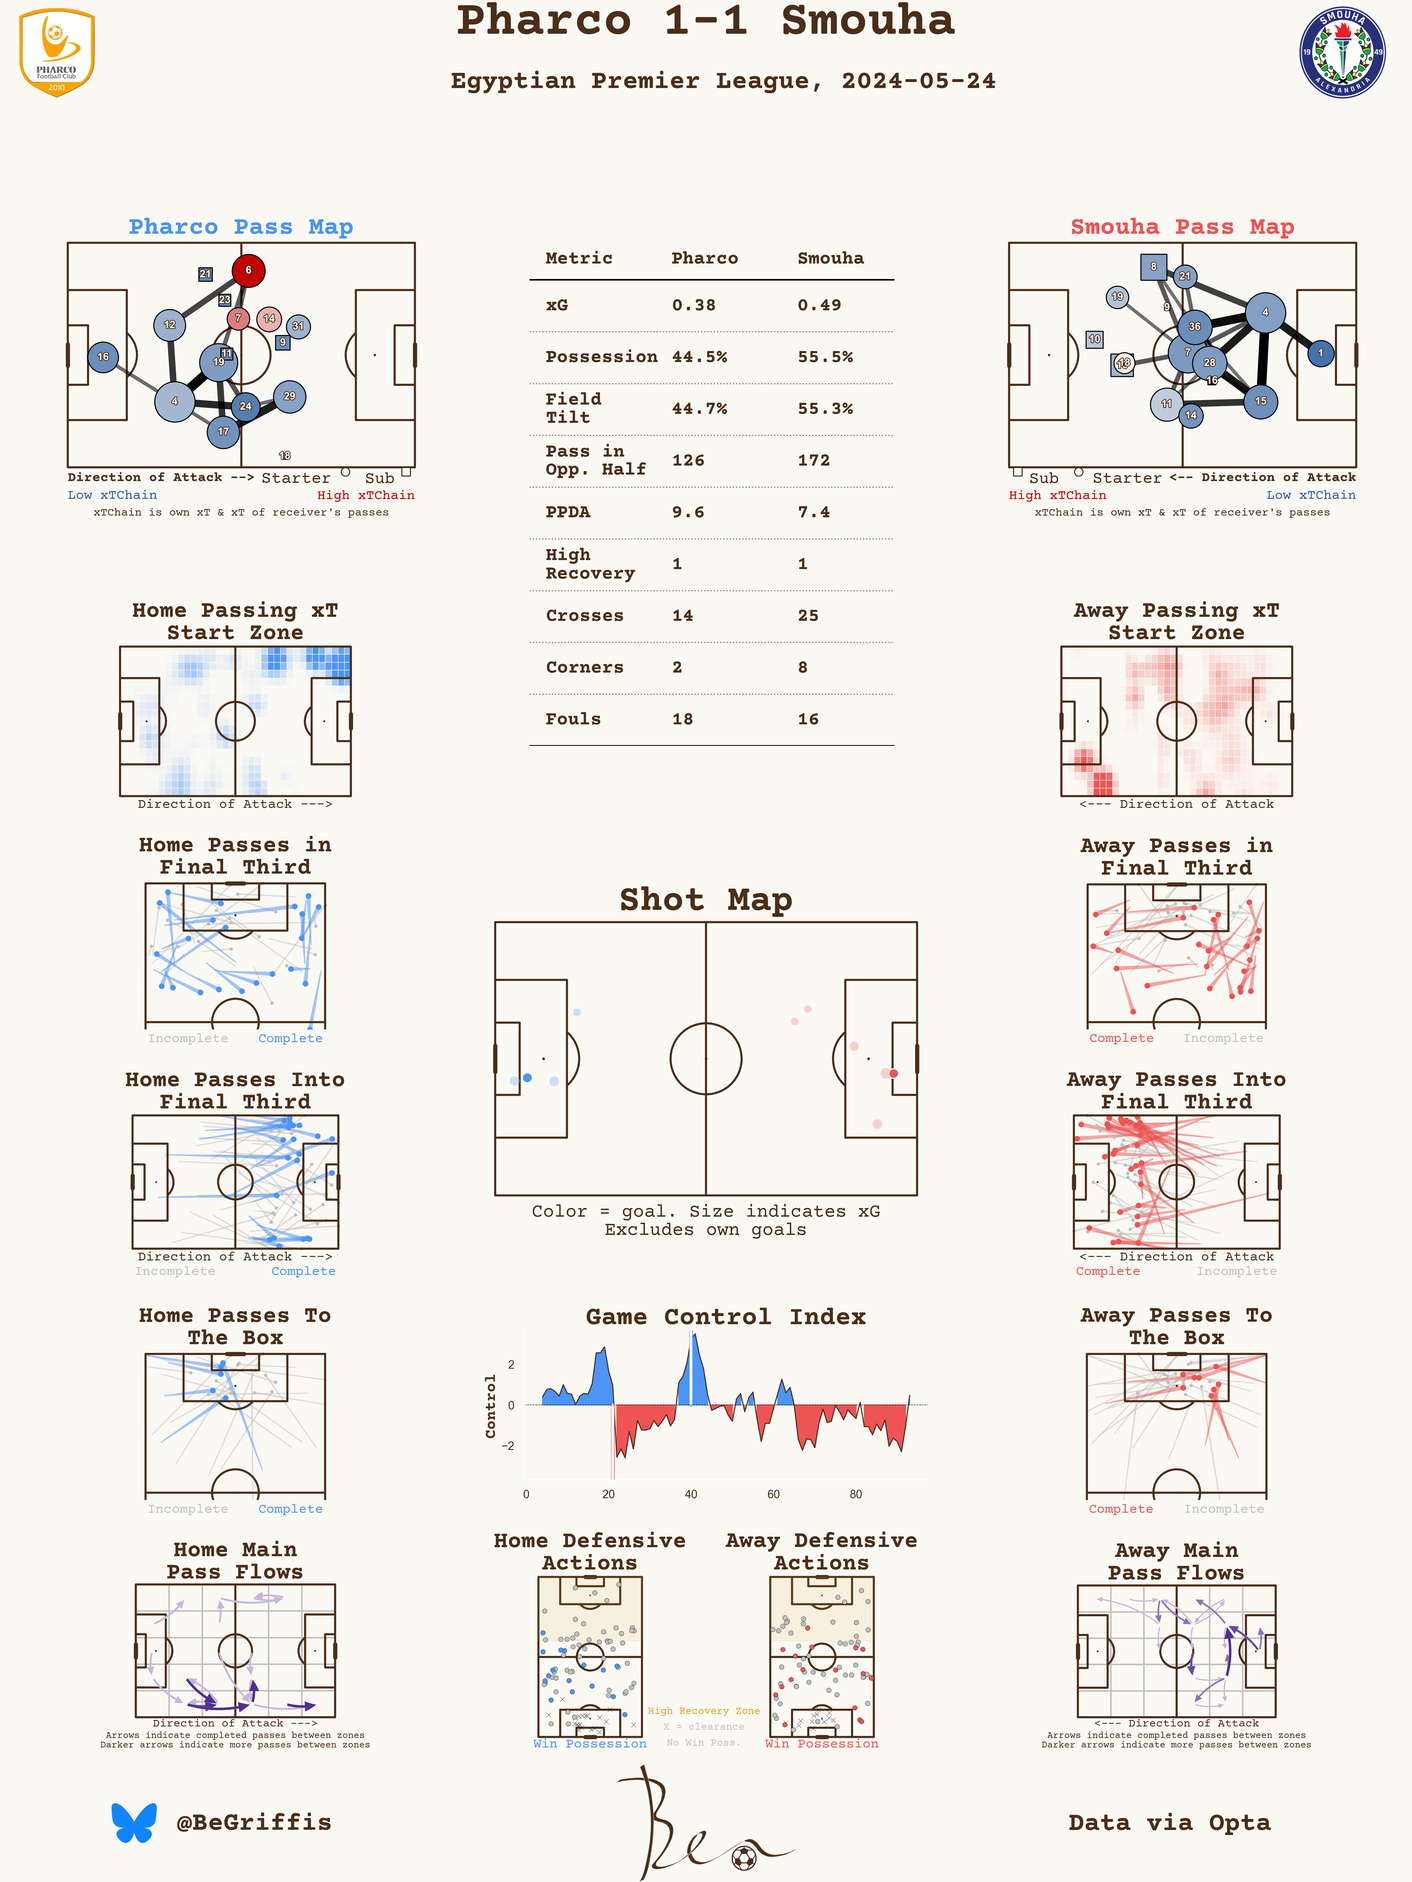 Pharco 1-1 Smouha
Egyptian Premier League, 2024-05-24
PHARCO
Football Club
2010
SMOUHA
19 49
ALEXANDRIA
Pharco Pass Map
21
6
23
7
14
31
12
9
11
16
19
29
4
24
17
18
Direction of Attack --> Starter Sub
Low xTChain High xTChain
xTChain is own xT & xT of receiver's passes
Metric Pharco Smouha
xG 0.38 0.49
Possession 44.5% 55.5%
Field
Tilt 44.7% 55.3%
Pass in
Opp. Half 126 172
PPDA 9.6 7.4
High
Recovery 1 1
Crosses 14 25
Corners 2 8
Fouls 18 16
Smouha Pass Map
8
21
19
9
4
36
10
7
1
18
28
16
11
15
14
Sub Starter <-- Direction of Attack
High xTChain Low xTChain
xTChain is own xT & xT of receiver's passes
Home Passing xT
Start Zone
Direction of Attack --->
Away Passing xT
Start Zone
<--- Direction of Attack
Home Passes in
Final Third
Incomplete Complete
Away Passes in
Final Third
Complete Incomplete
Shot Map
Color = goal. Size indicates xG
Excludes own goals
Home Passes Into
Final Third
Direction of Attack --->
Incomplete Complete
Away Passes Into
Final Third
<--- Direction of Attack
Complete Incomplete
Home Passes To
The Box
Incomplete Complete
Game Control Index
Control
2
0
−2
0 20 40 60 80
Away Passes To
The Box
Complete Incomplete
Home Main
Pass Flows
Direction of Attack --->
Arrows indicate completed passes between zones
Darker arrows indicate more passes between zones
Home Defensive
Actions
Win Possession
Away Defensive
Actions
Win Possession
High Recovery Zone
X = clearance
No Win Poss.
Away Main
Pass Flows
<--- Direction of Attack
Arrows indicate completed passes between zones
Darker arrows indicate more passes between zones
@BeGriffis
Ben
Data via Opta